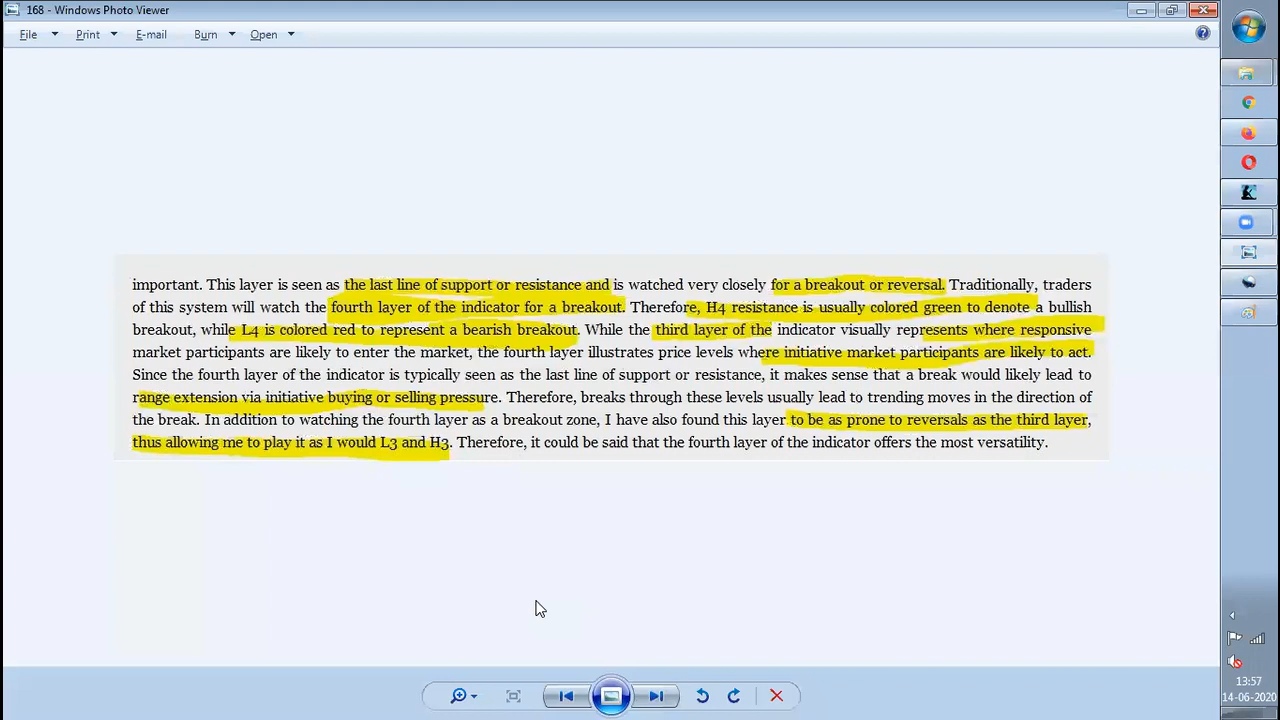 168 - Windows Photo Viewer
File Print E-mail Burn Open
important. This layer is seen as the last line of support or resistance and is watched very closely for a breakout or reversal. Traditionally, traders
of this system will watch the fourth layer of the indicator for a breakout. Therefore, H4 resistance is usually colored green to denote a bullish
breakout, while L4 is colored red to represent a bearish breakout. While the third layer of the indicator visually represents where responsive
market participants are likely to enter the market, the fourth layer illustrates price levels where initiative market participants are likely to act.
Since the fourth layer of the indicator is typically seen as the last line of support or resistance, it makes sense that a break would likely lead to
range extension via initiative buying or selling pressure. Therefore, breaks through these levels usually lead to trending moves in the direction of
the break. In addition to watching the fourth layer as a breakout zone, I have also found this layer to be as prone to reversals as the third layer,
thus allowing me to play it as I would L3 and H3. Therefore, it could be said that the fourth layer of the indicator offers the most versatility.
13:57
14-06-2020